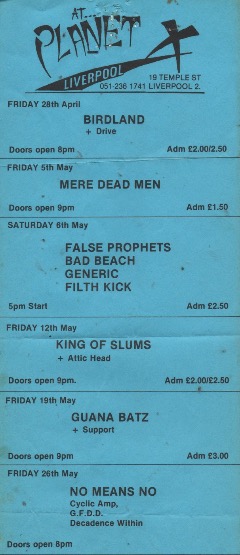 AT...
PLANET X
LIVERPOOL
19 TEMPLE ST
051-236 1741 LIVERPOOL 2.
FRIDAY 28th April
BIRDLAND
+ Drive
Doors open 8pm Adm £2.00/2.50
FRIDAY 5th May
MERE DEAD MEN
Doors open 9pm Adm £1.50
SATURDAY 6th May
FALSE PROPHETS
BAD BEACH
GENERIC
FILTH KICK
5pm Start Adm £2.50
FRIDAY 12th May
KING OF SLUMS
+ Attic Head
Doors open 9pm. Adm £2.00/£2.50
FRIDAY 19th May
GUANA BATZ
+ Support
Doors open 9pm Adm £3.00
FRIDAY 26th May
NO MEANS NO
Cyclic Amp,
G.F.D.D.
Decadence Within
Doors open 8pm